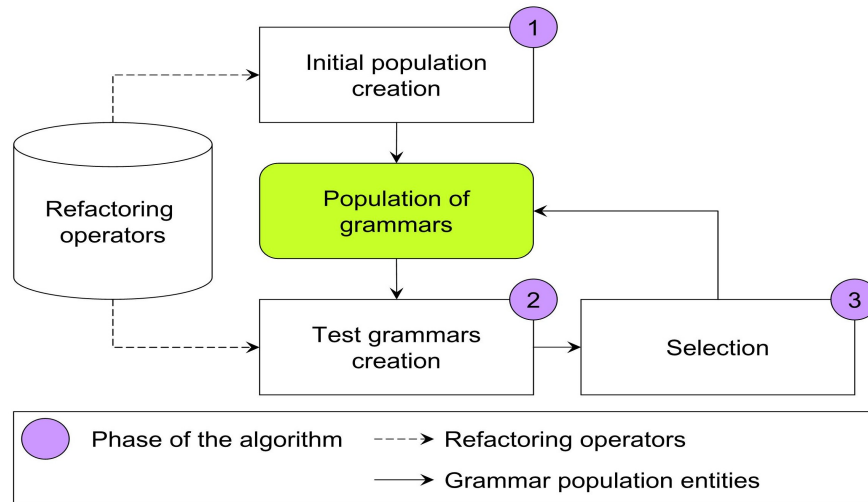 1
Initial population
creation
Refactoring
operators
Population of
grammars
2
Test grammars
creation
3
Selection
Phase of the algorithm
Refactoring operators
Grammar population entities